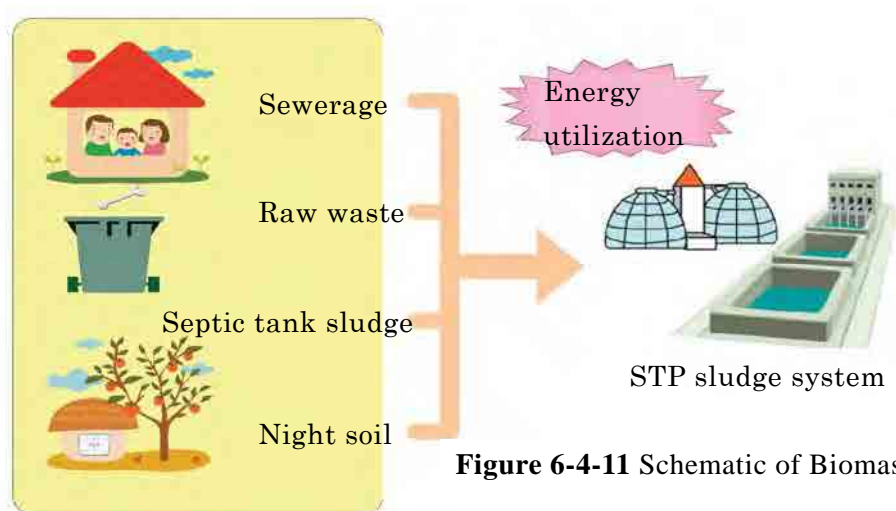 Sewerage
Raw waste
Septic tank sludge
Night soil
Energy
utilization
STP sludge system
Figure 6-4-11 Schematic of